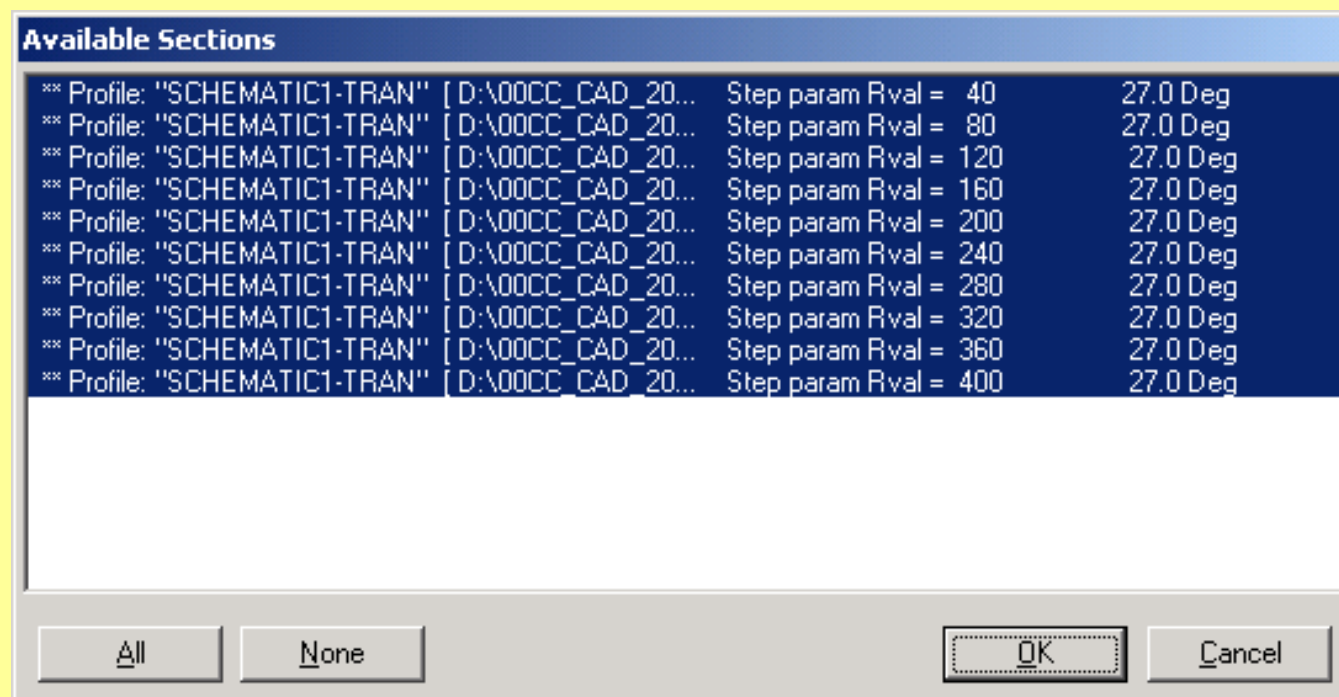 Available Sections
** Profile: "SCHEMATIC1-TRAN" [ D:\00CC_CAD_20... Step param Rval = 40 27.0 Deg
** Profile: "SCHEMATIC1-TRAN" [ D:\00CC_CAD_20... Step param Rval = 80 27.0 Deg
** Profile: "SCHEMATIC1-TRAN" [ D:\00CC_CAD_20... Step param Rval = 120 27.0 Deg
** Profile: "SCHEMATIC1-TRAN" [ D:\00CC_CAD_20... Step param Rval = 160 27.0 Deg
** Profile: "SCHEMATIC1-TRAN" [ D:\00CC_CAD_20... Step param Rval = 200 27.0 Deg
** Profile: "SCHEMATIC1-TRAN" [ D:\00CC_CAD_20... Step param Rval = 240 27.0 Deg
** Profile: "SCHEMATIC1-TRAN" [ D:\00CC_CAD_20... Step param Rval = 280 27.0 Deg
** Profile: "SCHEMATIC1-TRAN" [ D:\00CC_CAD_20... Step param Rval = 320 27.0 Deg
** Profile: "SCHEMATIC1-TRAN" [ D:\00CC_CAD_20... Step param Rval = 360 27.0 Deg
** Profile: "SCHEMATIC1-TRAN" [ D:\00CC_CAD_20... Step param Rval = 400 27.0 Deg
All None OK Cancel